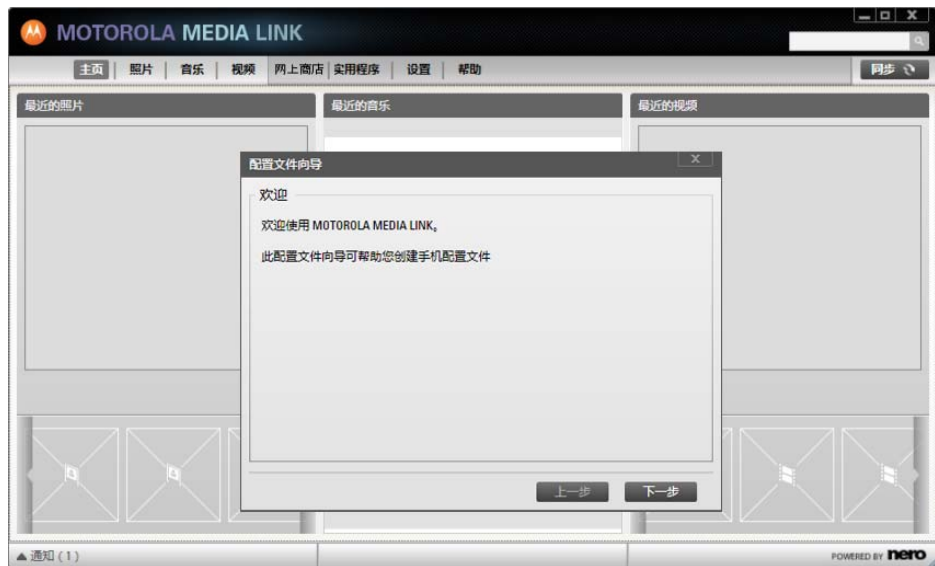 MOTOROLA MEDIA LINK
主页 照片 音乐 视频 网上商店 实用程序 设置 帮助 同步
最近的照片 最近的音乐 最近的视频
配置文件向导
欢迎
欢迎使用 MOTOROLA MEDIA LINK。
此配置文件向导可帮助您创建手机配置文件
上一步 下一步
通知 (1) POWERED BY nero